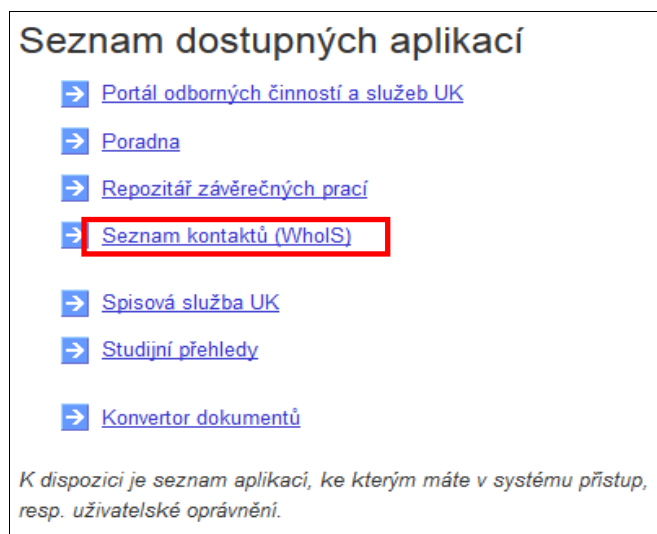 Seznam dostupných aplikací
Portál odborných činností a služeb UK
Poradna
Repozitář závěrečných prací
Seznam kontaktů (WhoIS)
Spisová služba UK
Studijní přehledy
Konvertor dokumentů
K dispozici je seznam aplikací, ke kterým máte v systému přístup,
resp. uživatelské oprávnění.